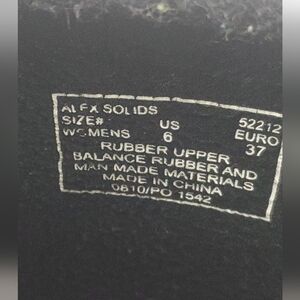 ALEX SOLIDS
SIZE# US 52212
WOMENS 6 EURO
37
RUBBER UPPER
BALANCE RUBBER AND
MAN MADE MATERIALS
MADE IN CHINA
0810/PO 1542